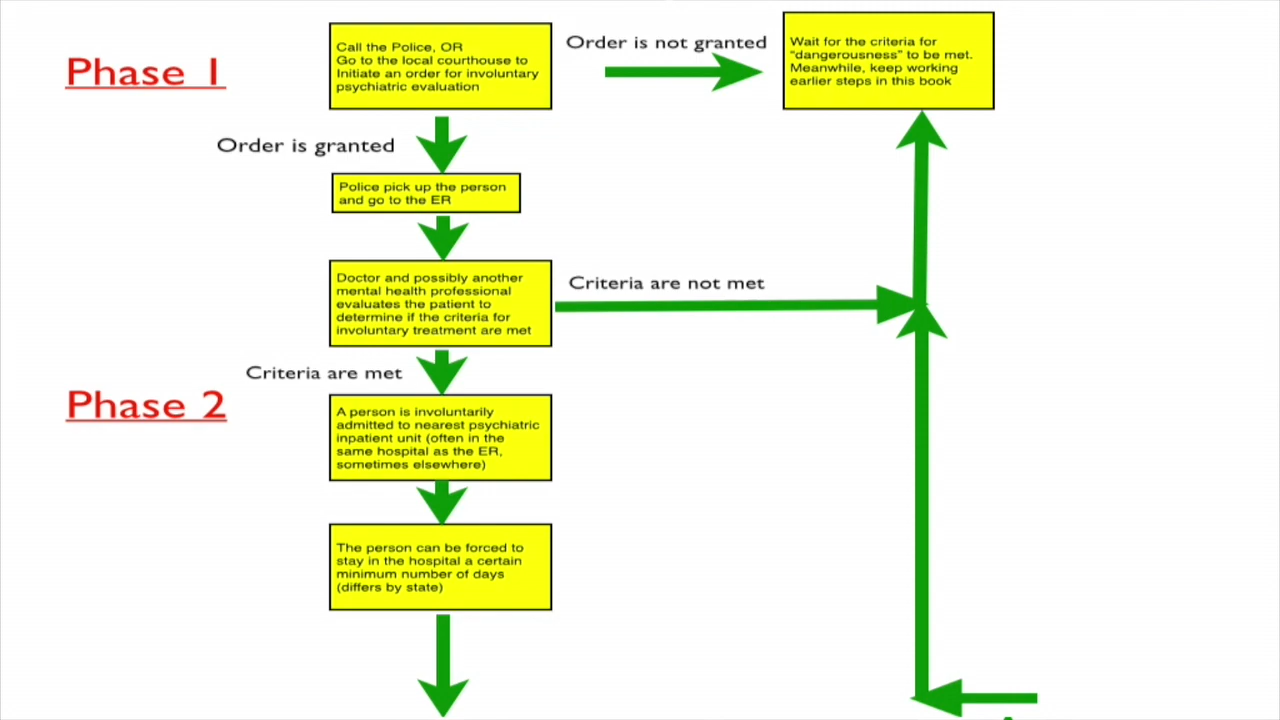 Phase 1
Call the Police, OR
Go to the local courthouse to
Initiate an order for involuntary
psychiatric evaluation
Order is not granted
Wait for the criteria for
“dangerousness” to be met.
Meanwhile, keep working
earlier steps in this book
Order is granted
Police pick up the person
and go to the ER
Doctor and possibly another
mental health professional
evaluates the patient to
determine if the criteria for
involuntary treatment are met
Criteria are not met
Criteria are met
Phase 2
A person is involuntarily
admitted to nearest psychiatric
inpatient unit (often in the
same hospital as the ER,
sometimes elsewhere)
The person can be forced to
stay in the hospital a certain
minimum number of days
(differs by state)